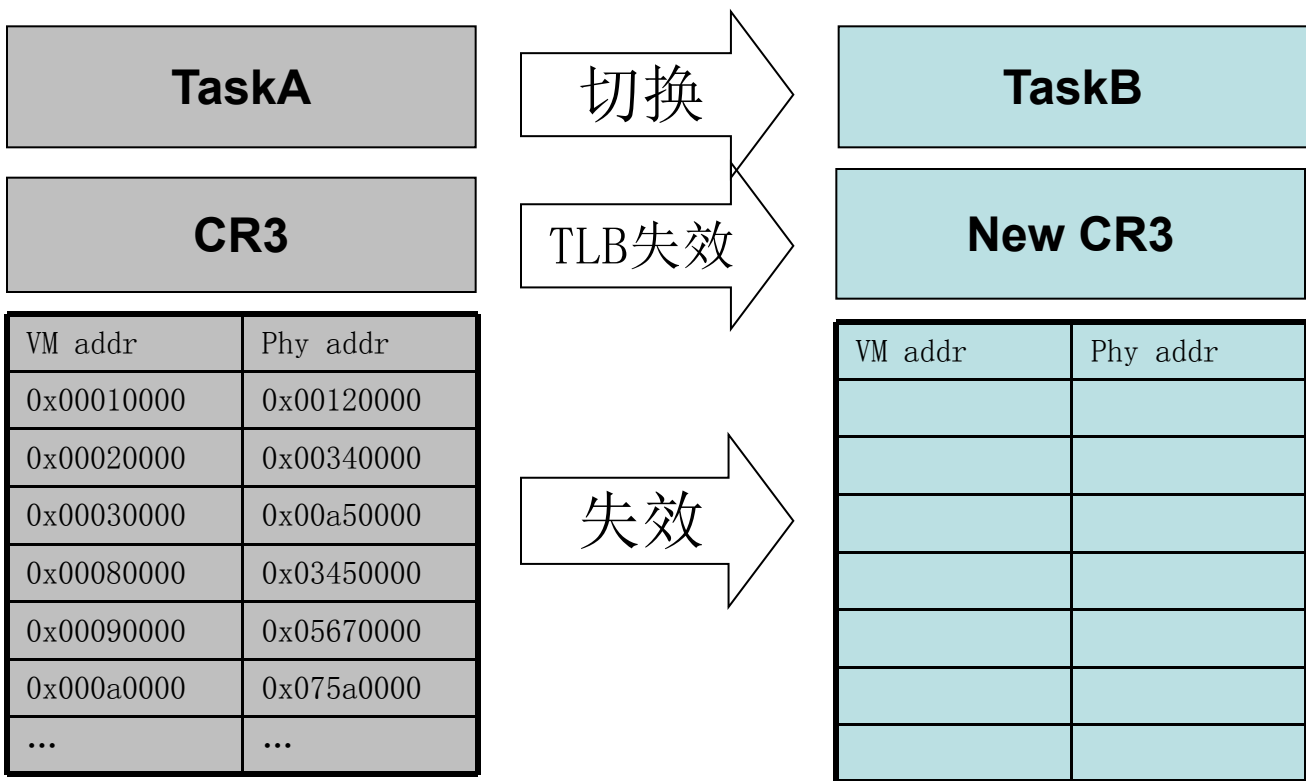 TaskA
切换
TaskB
CR3
TLB失效
New CR3
VM addr Phy addr
0x00010000 0x00120000
0x00020000 0x00340000
0x00030000 0x00a50000
0x00080000 0x03450000
0x00090000 0x05670000
0x000a0000 0x075a0000
… …
失效
VM addr Phy addr